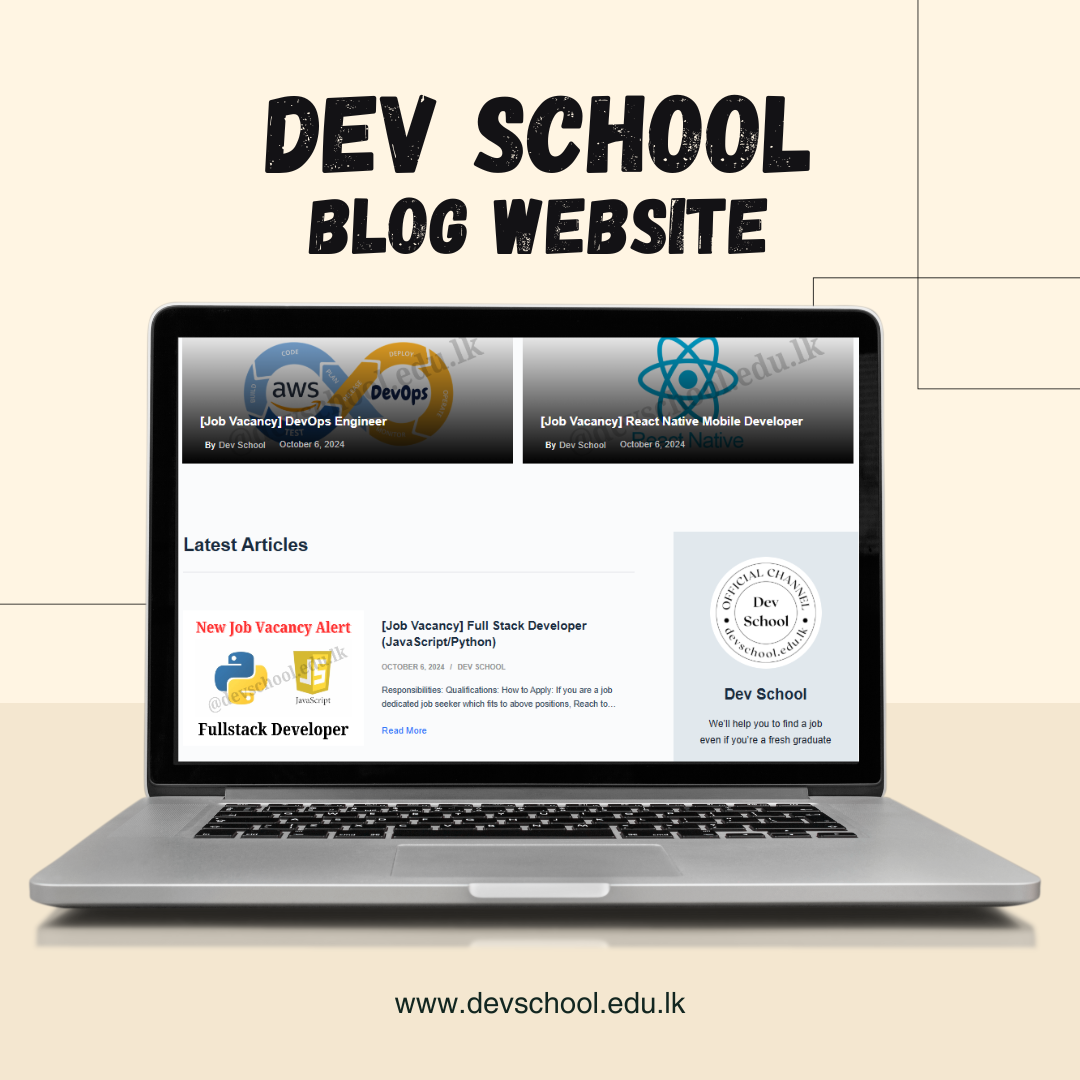 DEV SCHOOL
BLOG WEBSITE
CODE
DEPLOY
PLAN
BUILD
aws
DevOps
TEST
@devschool.edu.lk
[Job Vacancy] DevOps Engineer
By Dev School October 6, 2024
@devschool.edu.lk
[Job Vacancy] React Native Mobile Developer
React Native
By Dev School October 6, 2024
Latest Articles
New Job Vacancy Alert
@devschool.edu.lk
JavaScript
Fullstack Developer
[Job Vacancy] Full Stack Developer
(JavaScript/Python)
OCTOBER 6, 2024 / DEV SCHOOL
Responsibilities: Qualifications: How to Apply: If you are a job
dedicated job seeker which fits to above positions, Reach to...
Read More
OFFICIAL CHANNEL
Dev
School
devschool.edu.lk
Dev School
We'll help you to find a job
even if you're a fresh graduate
www.devschool.edu.lk